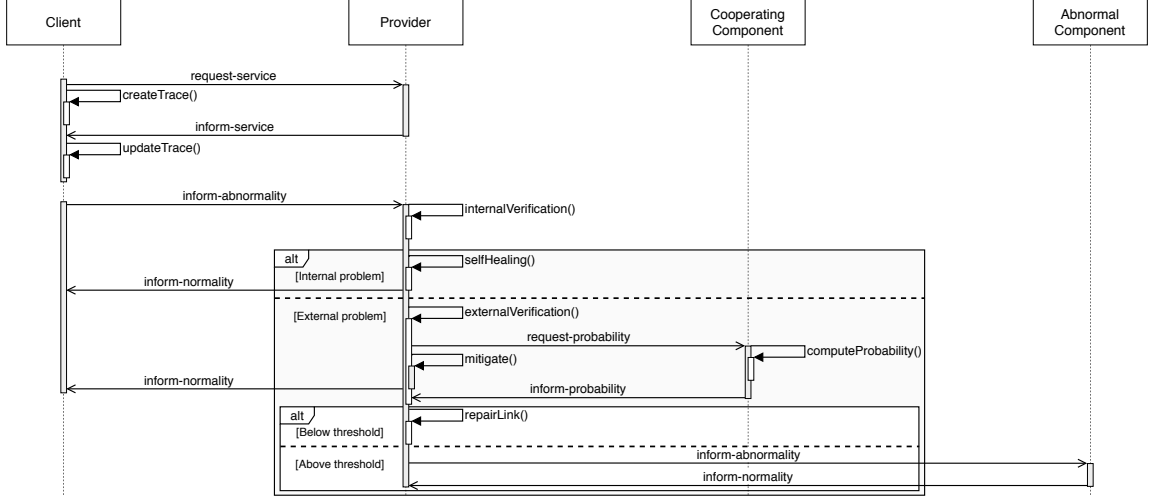 Client
Provider
Cooperating
Component
Abnormal
Component
request-service
createTrace()
inform-service
updateTrace()
inform-abnormality
internalVerification()
alt
selfHealing()
[Internal problem]
inform-normality
[External problem]
externalVerification()
request-probability
computeProbability()
mitigate()
inform-normality
inform-probability
alt
repairLink()
[Below threshold]
inform-abnormality
[Above threshold]
inform-normality